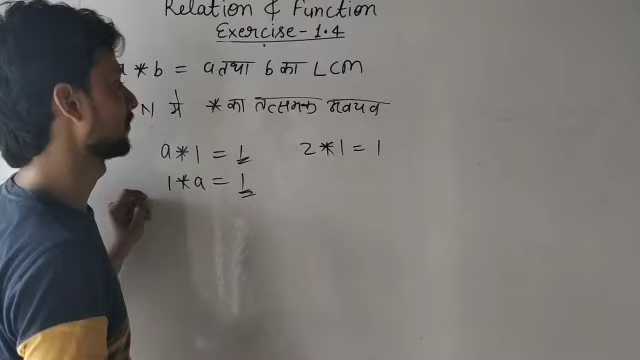 Relation & Function
Exercise - 1.4
a * b = a तथा b का LCM
N में * का तत्समक अवयव
a * 1 = 1
2 * 1 = 1
1 * a = 1